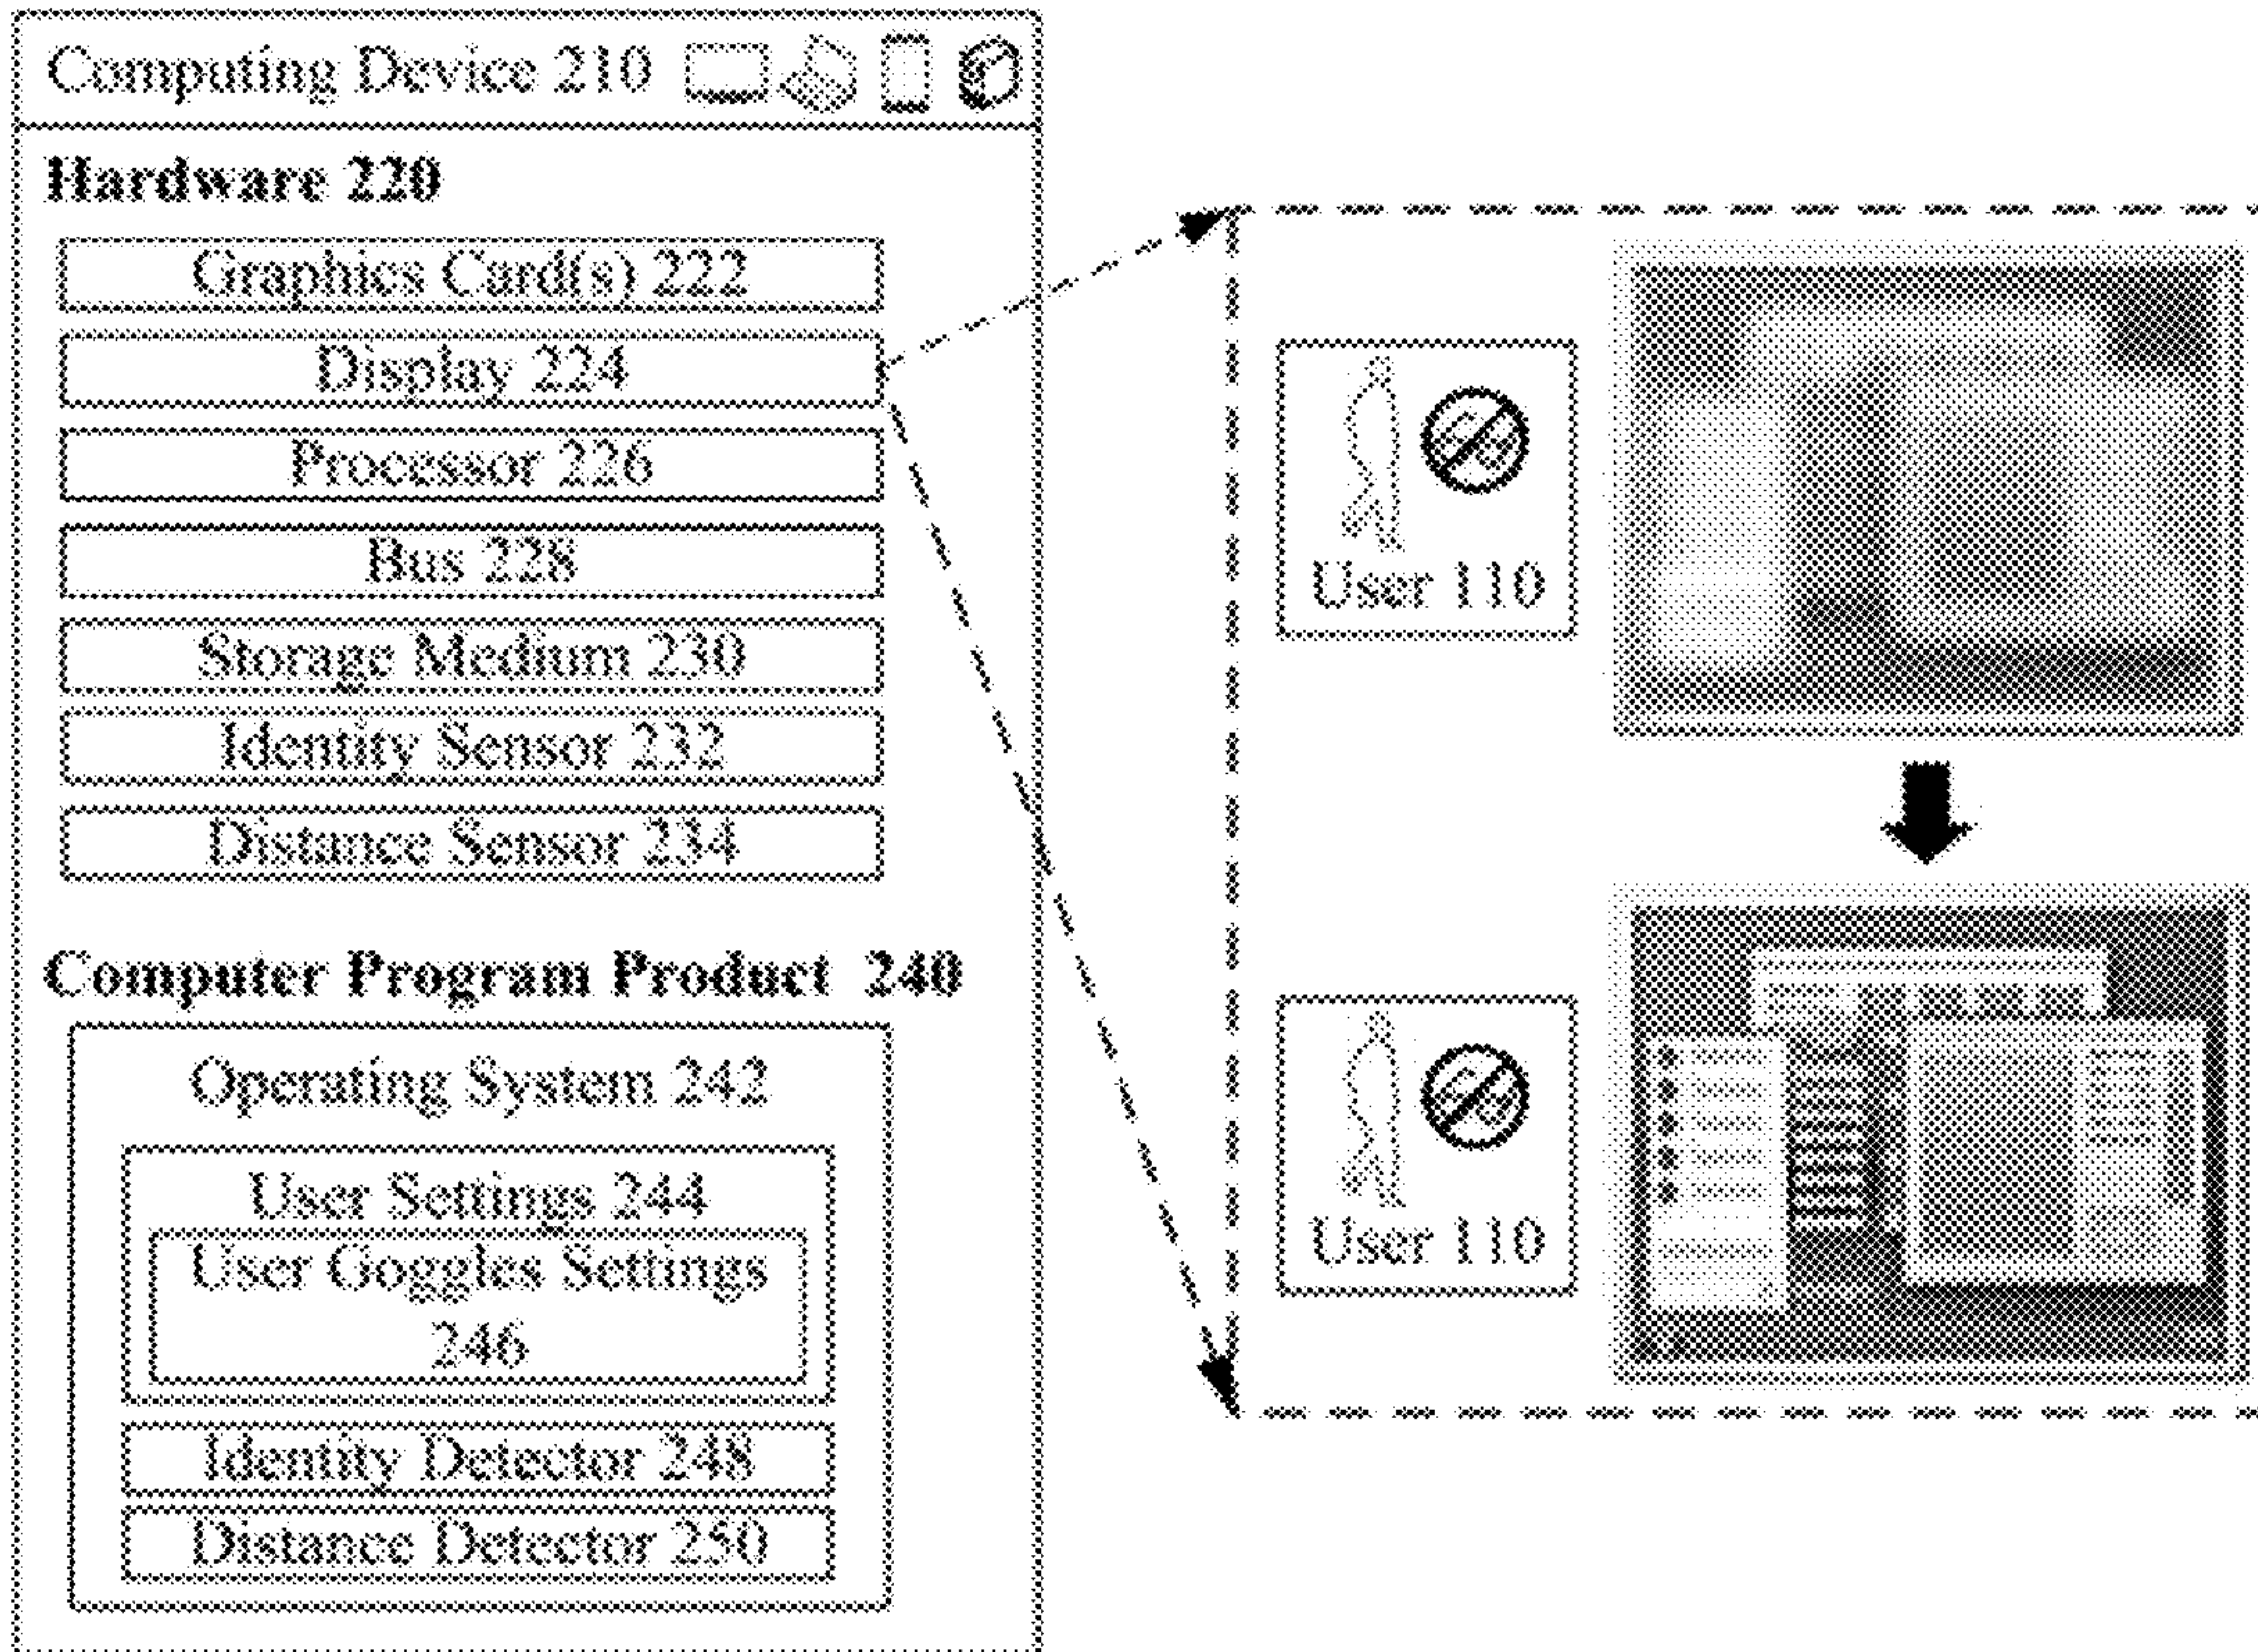 Computing Device 210
Hardware 220
Graphics Card(s) 222
Display 224
Processor 226
Bus 228
Storage Medium 230
Identity Sensor 232
Distance Sensor 234
Computer Program Product 240
Operating System 242
User Settings 244
User Goggles Settings
246
Identity Detector 248
Distance Detector 250
User 110
User 110